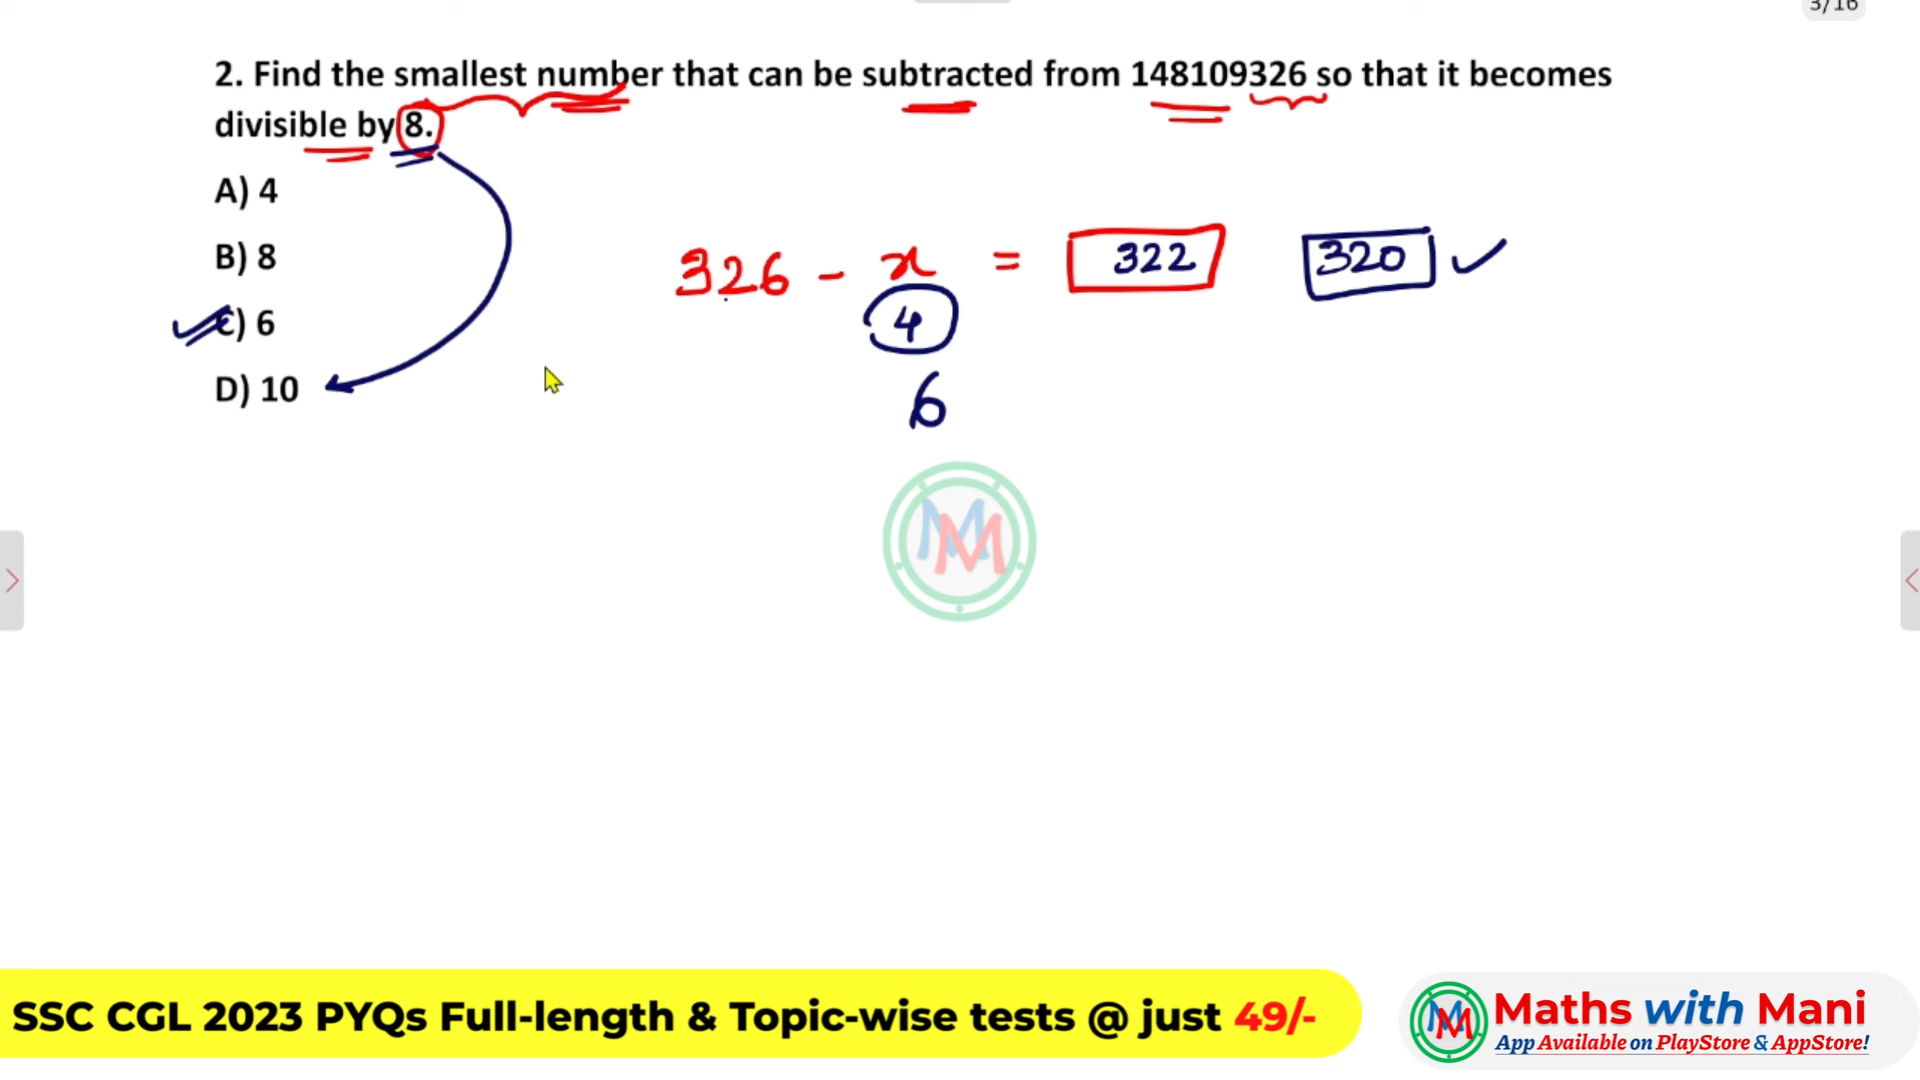 3/16
2. Find the smallest number that can be subtracted from 148109326 so that it becomes
divisible by 8.
A) 4
B) 8
C) 6
D) 10
326 - x = 322 320
4
6
MM
SSC CGL 2023 PYQs Full-length & Topic-wise tests @ just 49/-
MM
Maths with Mani
App Available on PlayStore & AppStore!